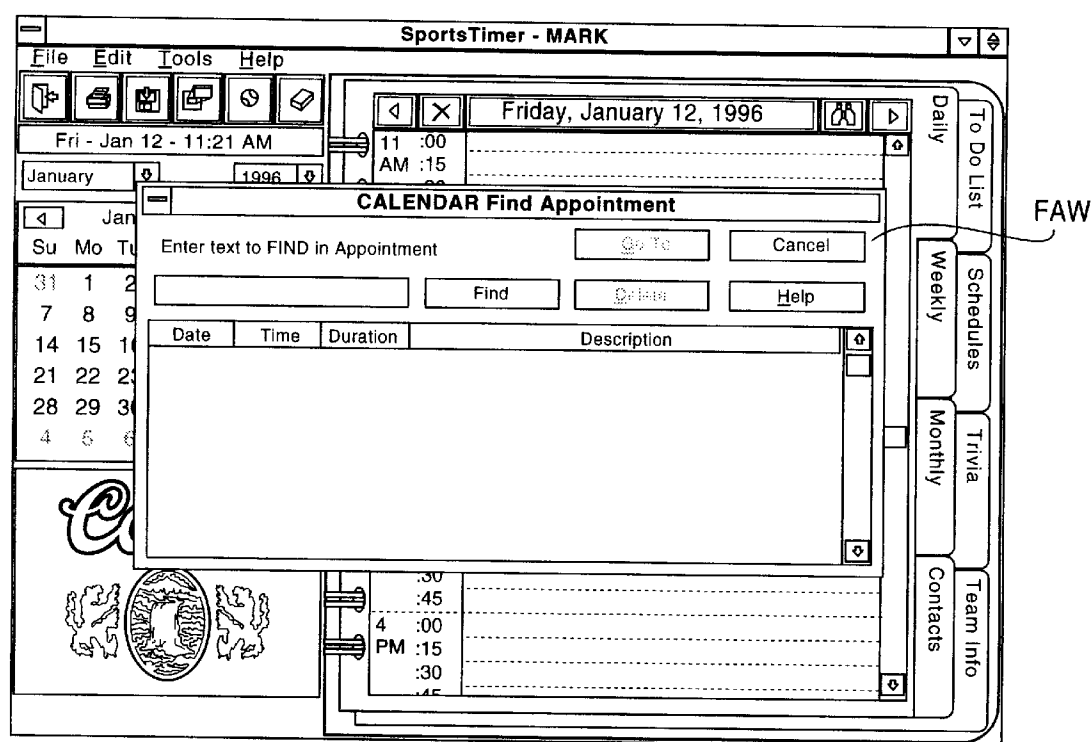 SportsTimer - MARK
File Edit Tools Help
Fri - Jan 12 - 11:21 AM
January 1996
Jan
Su Mo Tu
31 1 2
7 8 9
14 15 1
21 22 2
28 29 3
4 5 6
Friday, January 12, 1996
11 :00
AM :15
CALENDAR Find Appointment
Enter text to FIND in Appointment
Go To
Cancel
Find
Delete
Help
Date Time Duration Description
:30
:45
4 :00
PM :15
:30
:45
Daily
Weekly
Monthly
Contacts
To Do List
Schedules
Trivia
Team Info
FAW